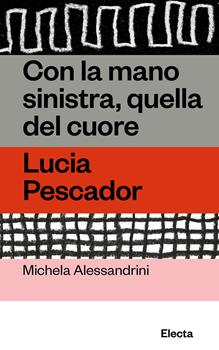 Con la mano
sinistra, quella
del cuore
Lucia
Pescador
Michela Alessandrini
Electa